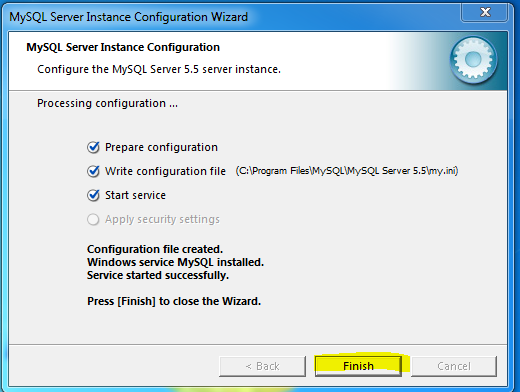 MySQL Server Instance Configuration Wizard
X
MySQL Server Instance Configuration
Configure the MySQL Server 5.5 server instance.
Processing configuration ...
Prepare configuration
Write configuration file (C:\Program Files\MySQL\MySQL Server 5.5\my.ini)
Start service
Apply security settings
Configuration file created.
Windows service MySQL installed.
Service started successfully.
Press [Finish] to close the Wizard.
< Back Finish Cancel